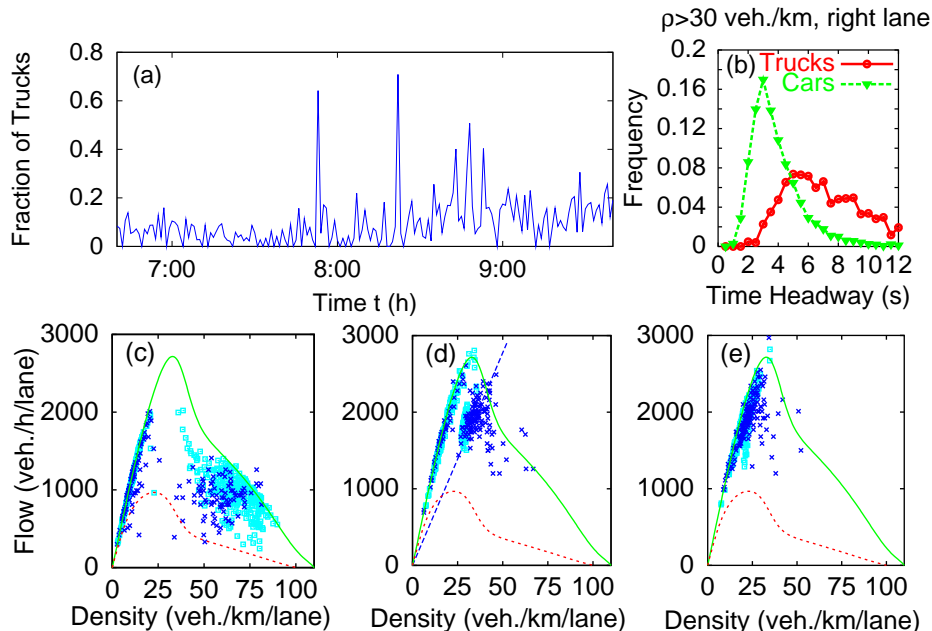 ρ>30 veh./km, right lane
(a)
Fraction of Trucks
0.8
0.6
0.4
0.2
0
7:00 8:00 9:00
Time t (h)
(b)
Trucks
Cars
Frequency
0.2
0.16
0.12
0.08
0.04
0
0 2 4 6 8 10 12
Time Headway (s)
(c)
Flow (veh./h/lane)
3000
2000
1000
0
0 25 50 75 100
Density (veh./km/lane)
(d)
3000
2000
1000
0
0 25 50 75 100
Density (veh./km/lane)
(e)
3000
2000
1000
0
0 25 50 75 100
Density (veh./km/lane)